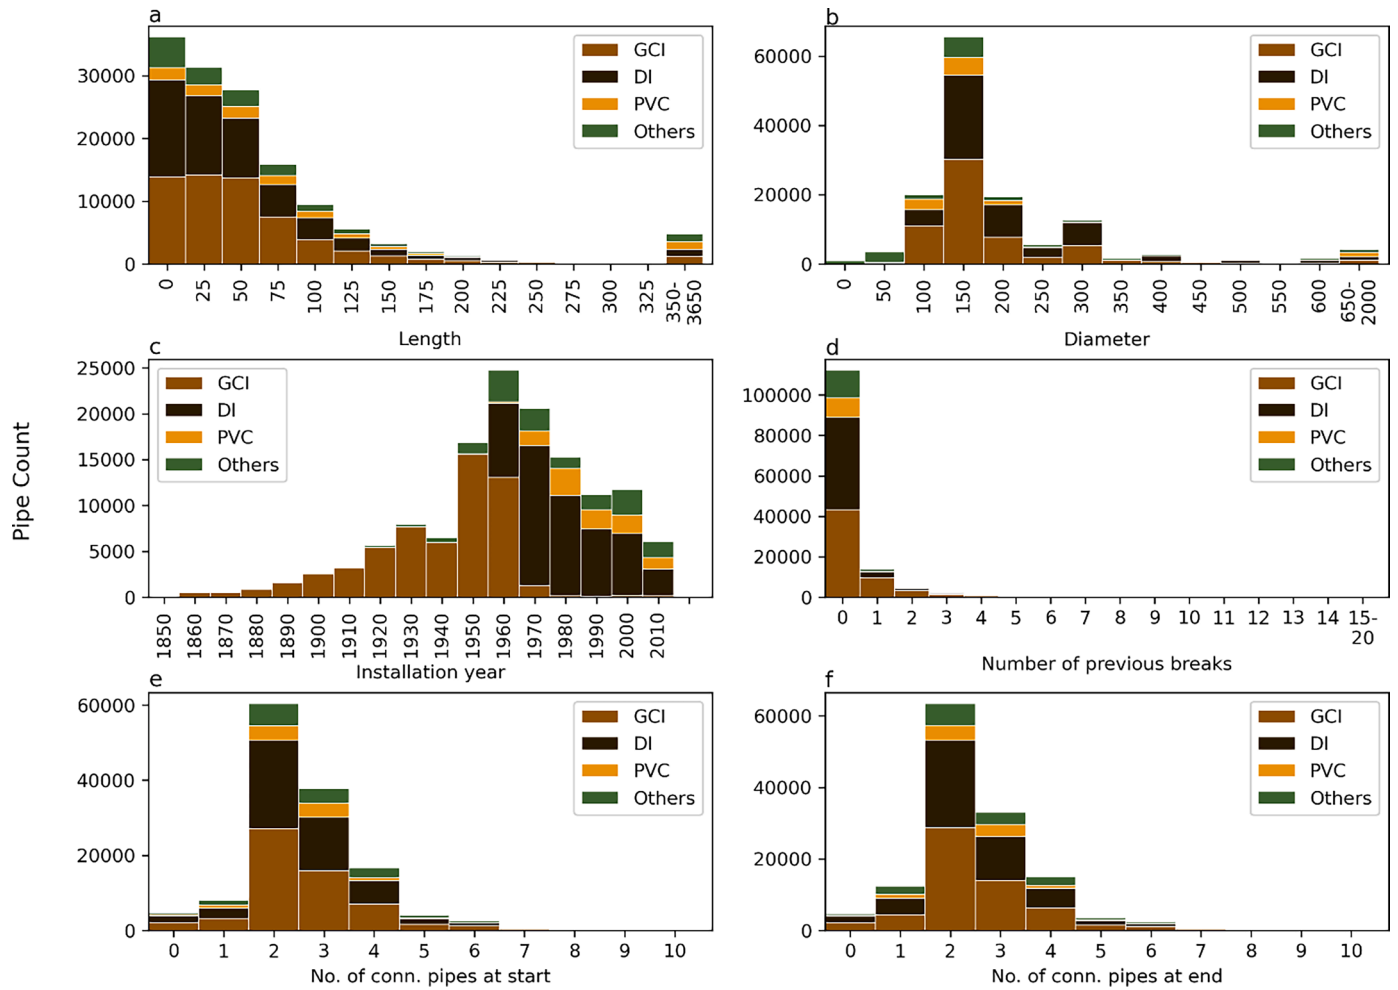 Pipe Count
a
30000
20000
10000
0
GCI
DI
PVC
Others
0 25 50 75 100 125 150 175 200 225 250 275 300 325 350-3650
Length
b
60000
40000
20000
0
GCI
DI
PVC
Others
0 50 100 150 200 250 300 350 400 450 500 550 600 650-2000
Diameter
c
25000
20000
15000
10000
5000
0
GCI
DI
PVC
Others
1850 1860 1870 1880 1890 1900 1910 1920 1930 1940 1950 1960 1970 1980 1990 2000 2010
Installation year
d
100000
80000
60000
40000
20000
0
GCI
DI
PVC
Others
0 1 2 3 4 5 6 7 8 9 10 11 12 13 14 15-
20
Number of previous breaks
e
60000
40000
20000
0
GCI
DI
PVC
Others
0 1 2 3 4 5 6 7 8 9 10
No. of conn. pipes at start
f
60000
40000
20000
0
GCI
DI
PVC
Others
0 1 2 3 4 5 6 7 8 9 10
No. of conn. pipes at end